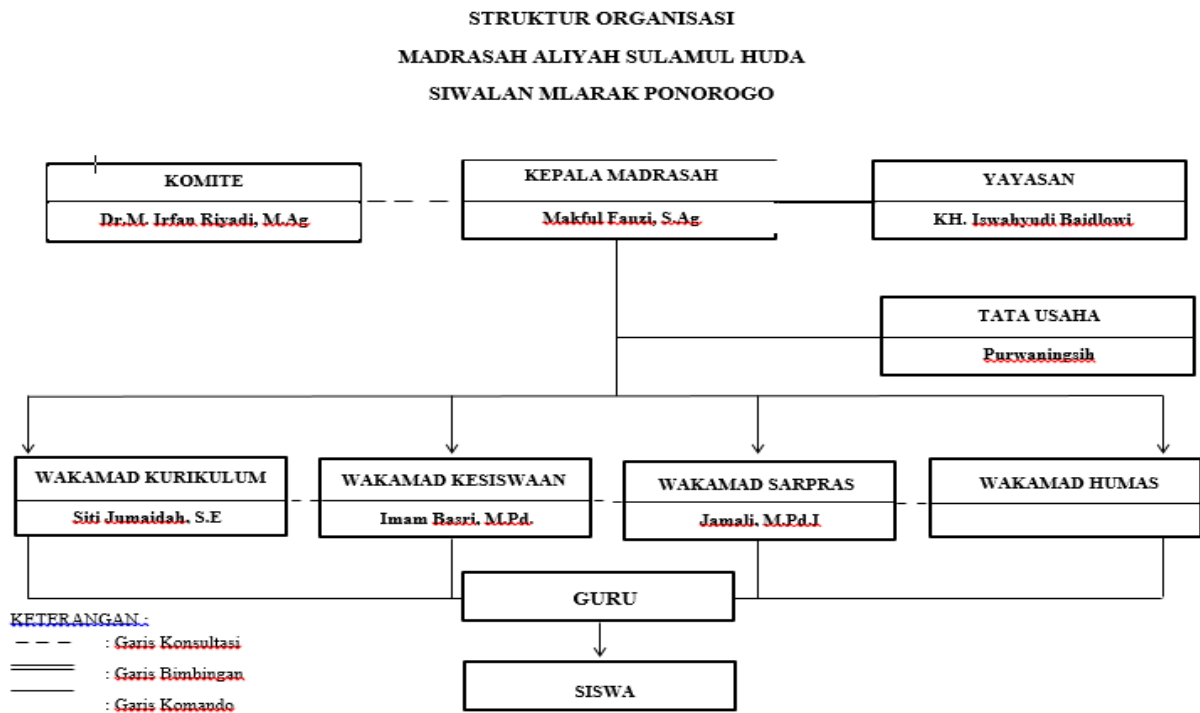 STRUKTUR ORGANISASI
MADRASAH ALIYAH SULAMUL HUDA
SIWALAN MLARAK PONOROGO
KOMITE
Dr.M. Irfan Riyadi, M.Ag
KEPALA MADRASAH
Makful Fauzi, S.Ag
YAYASAN
KH. Iswahyudi Baidlowi
TATA USAHA
Purwaningsih
WAKAMAD KURIKULUM
Siti Jumaidah. S.E
WAKAMAD KESISWAAN
Imam Basri, M.Pd.
WAKAMAD SARPRAS
Jamali, M.Pd.I
WAKAMAD HUMAS
GURU
SISWA
KETERANGAN :
: Garis Konsultasi
: Garis Bimbingan
: Garis Komando